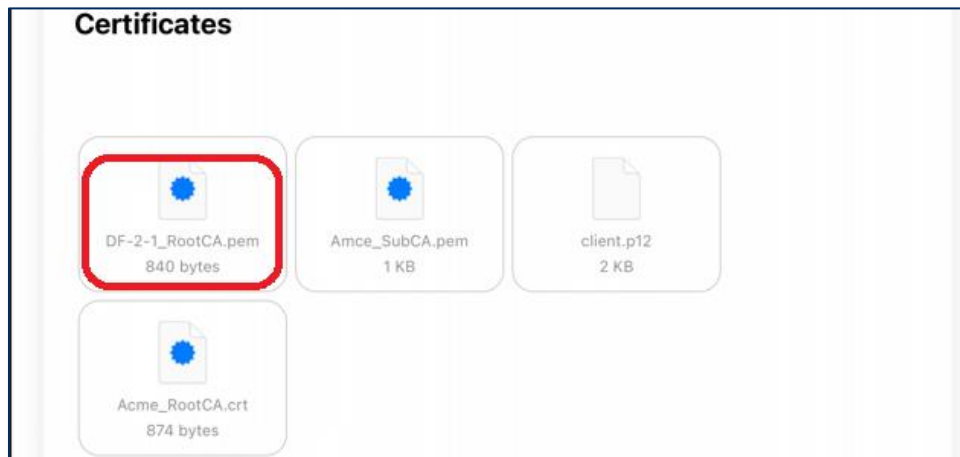 Certificates
DF-2-1_RootCA.pem
840 bytes
Amce_SubCA.pem
1 KB
client.p12
2 KB
Acme_RootCA.crt
874 bytes